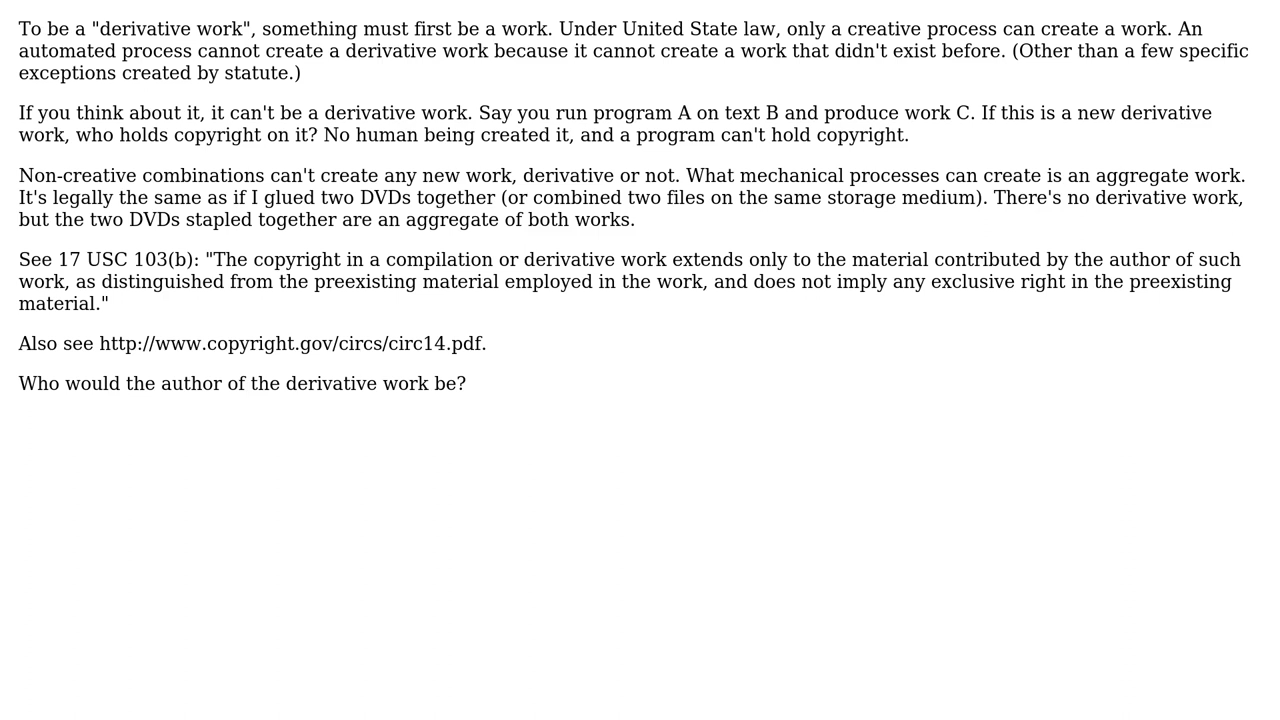 To be a "derivative work", something must first be a work. Under United State law, only a creative process can create a work. An
automated process cannot create a derivative work because it cannot create a work that didn't exist before. (Other than a few specific
exceptions created by statute.)
If you think about it, it can't be a derivative work. Say you run program A on text B and produce work C. If this is a new derivative
work, who holds copyright on it? No human being created it, and a program can't hold copyright.
Non-creative combinations can't create any new work, derivative or not. What mechanical processes can create is an aggregate work.
It's legally the same as if I glued two DVDs together (or combined two files on the same storage medium). There's no derivative work,
but the two DVDs stapled together are an aggregate of both works.
See 17 USC 103(b): "The copyright in a compilation or derivative work extends only to the material contributed by the author of such
work, as distinguished from the preexisting material employed in the work, and does not imply any exclusive right in the preexisting
material."
Also see http://www.copyright.gov/circs/circ14.pdf.
Who would the author of the derivative work be?